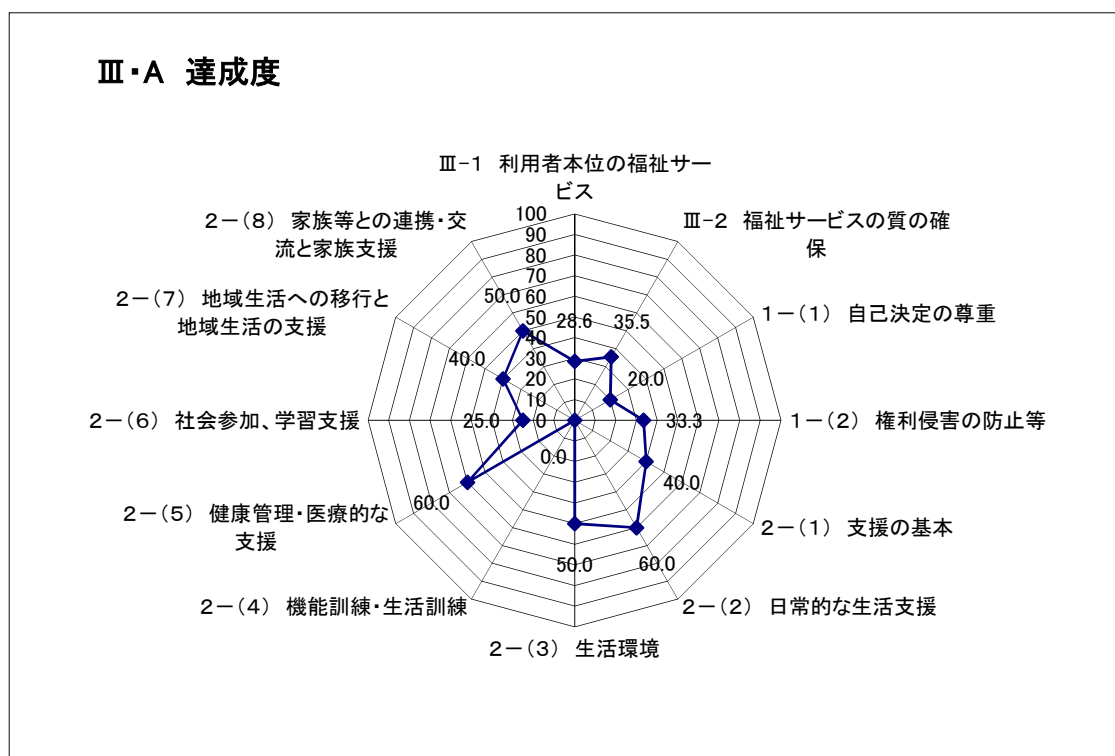 Ⅲ・A 達成度
Ⅲ-1 利用者本位の福祉サー
ビス
Ⅲ-2 福祉サービスの質の確
保
1－(1) 自己決定の尊重
1－(2) 権利侵害の防止等
2－(1) 支援の基本
2－(2) 日常的な生活支援
2－(3) 生活環境
2－(4) 機能訓練・生活訓練
2－(5) 健康管理・医療的な
支援
2－(6) 社会参加、学習支援
2－(7) 地域生活への移行と
地域生活の支援
2－(8) 家族等との連携・交
流と家族支援
100
90
80
70
60
50
40
30
20
10
0
28.6
35.5
20.0
33.3
40.0
60.0
50.0
0.0
60.0
25.0
40.0
50.0